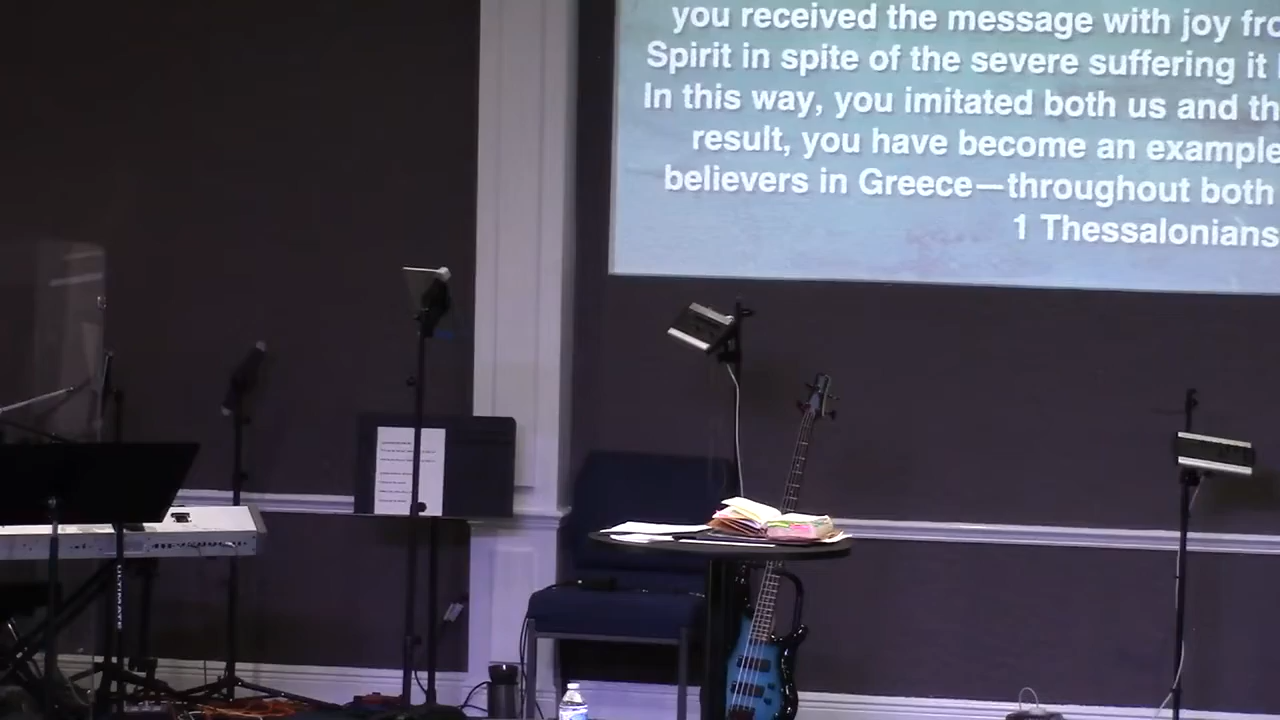 you received the message with joy fro
Spirit in spite of the severe suffering it
In this way, you imitated both us and th
result, you have become an example
believers in Greece—throughout both
1 Thessalonians
ULTIMATE